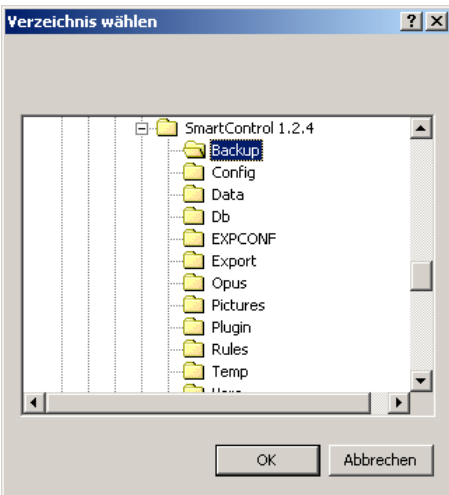 Verzeichnis wählen
SmartControl 1.2.4
Backup
Config
Data
Db
EXPCONF
Export
Opus
Pictures
Plugin
Rules
Temp
OK Abbrechen